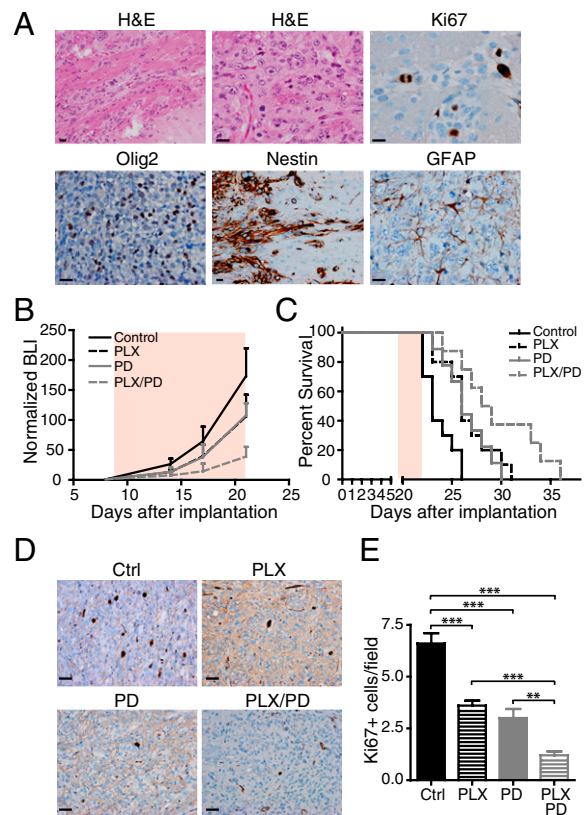 A
H&E
H&E
Ki67
Olig2
Nestin
GFAP
B
Normalized BLI
250
200
150
100
50
0
5
10
15
20
25
Days after implantation
Control
PLX
PD
PLX/PD
C
Percent Survival
100
80
60
40
20
0
0 1 2 3 4 5 20 25 30 35
Days after implantation
Control
PLX
PD
PLX/PD
D
Ctrl
PLX
PD
PLX/PD
E
Ki67+ cells/field
7.5
5.0
2.5
0.0
***
***
***
***
**
Ctrl
PLX
PD
PLX
PD